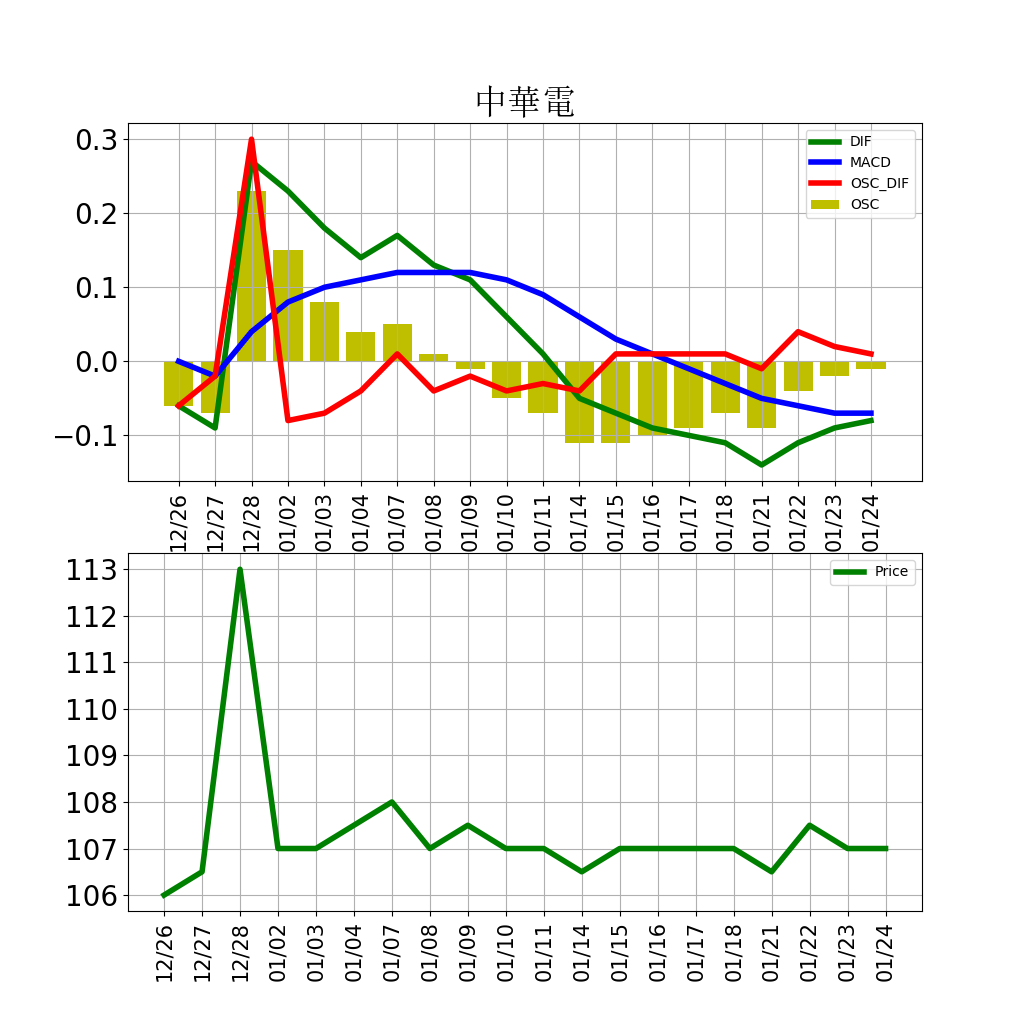 中華電
0.3
0.2
0.1
0.0
−0.1
DIF
MACD
OSC_DIF
OSC
12/26 12/27 12/28 01/02 01/03 01/04 01/07 01/08 01/09 01/10 01/11 01/14 01/15 01/16 01/17 01/18 01/21 01/22 01/23 01/24
113
112
111
110
109
108
107
106
Price
12/26 12/27 12/28 01/02 01/03 01/04 01/07 01/08 01/09 01/10 01/11 01/14 01/15 01/16 01/17 01/18 01/21 01/22 01/23 01/24